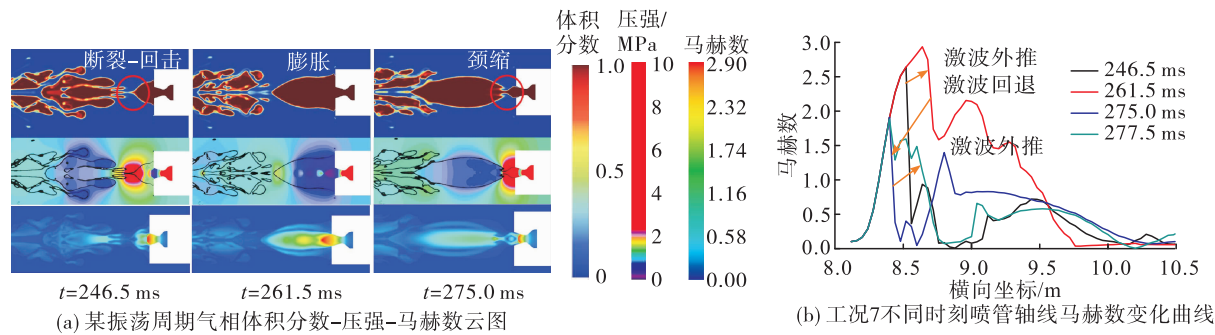 断裂-回击
膨胀
颈缩
体积
分数
压强/
MPa
马赫数
1.0
0.5
0
10
8
6
4
2
0
2.90
2.32
1.74
1.16
0.58
0.00
t=246.5 ms
t=261.5 ms
t=275.0 ms
(a) 某振荡周期气相体积分数-压强-马赫数云图
马赫数
3.0
2.5
2.0
1.5
1.0
0.5
0.0
激波外推
激波回退
激波外推
246.5 ms
261.5 ms
275.0 ms
277.5 ms
8.0 8.5 9.0 9.5 10.0 10.5
横向坐标/m
(b) 工况7不同时刻喷管轴线马赫数变化曲线